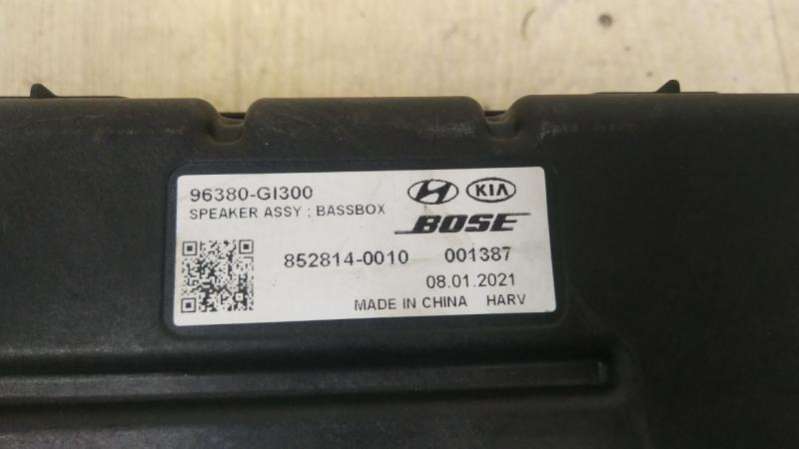 96380-GI300
KIA
SPEAKER ASSY ; BASSBOX
BOSE
852814-0010 001387
08.01.2021
MADE IN CHINA HARV